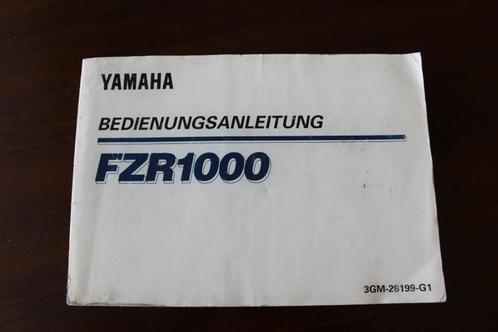 YAMAHA
BEDIENUNGSANLEITUNG
FZR1000
3GM-28199-G1